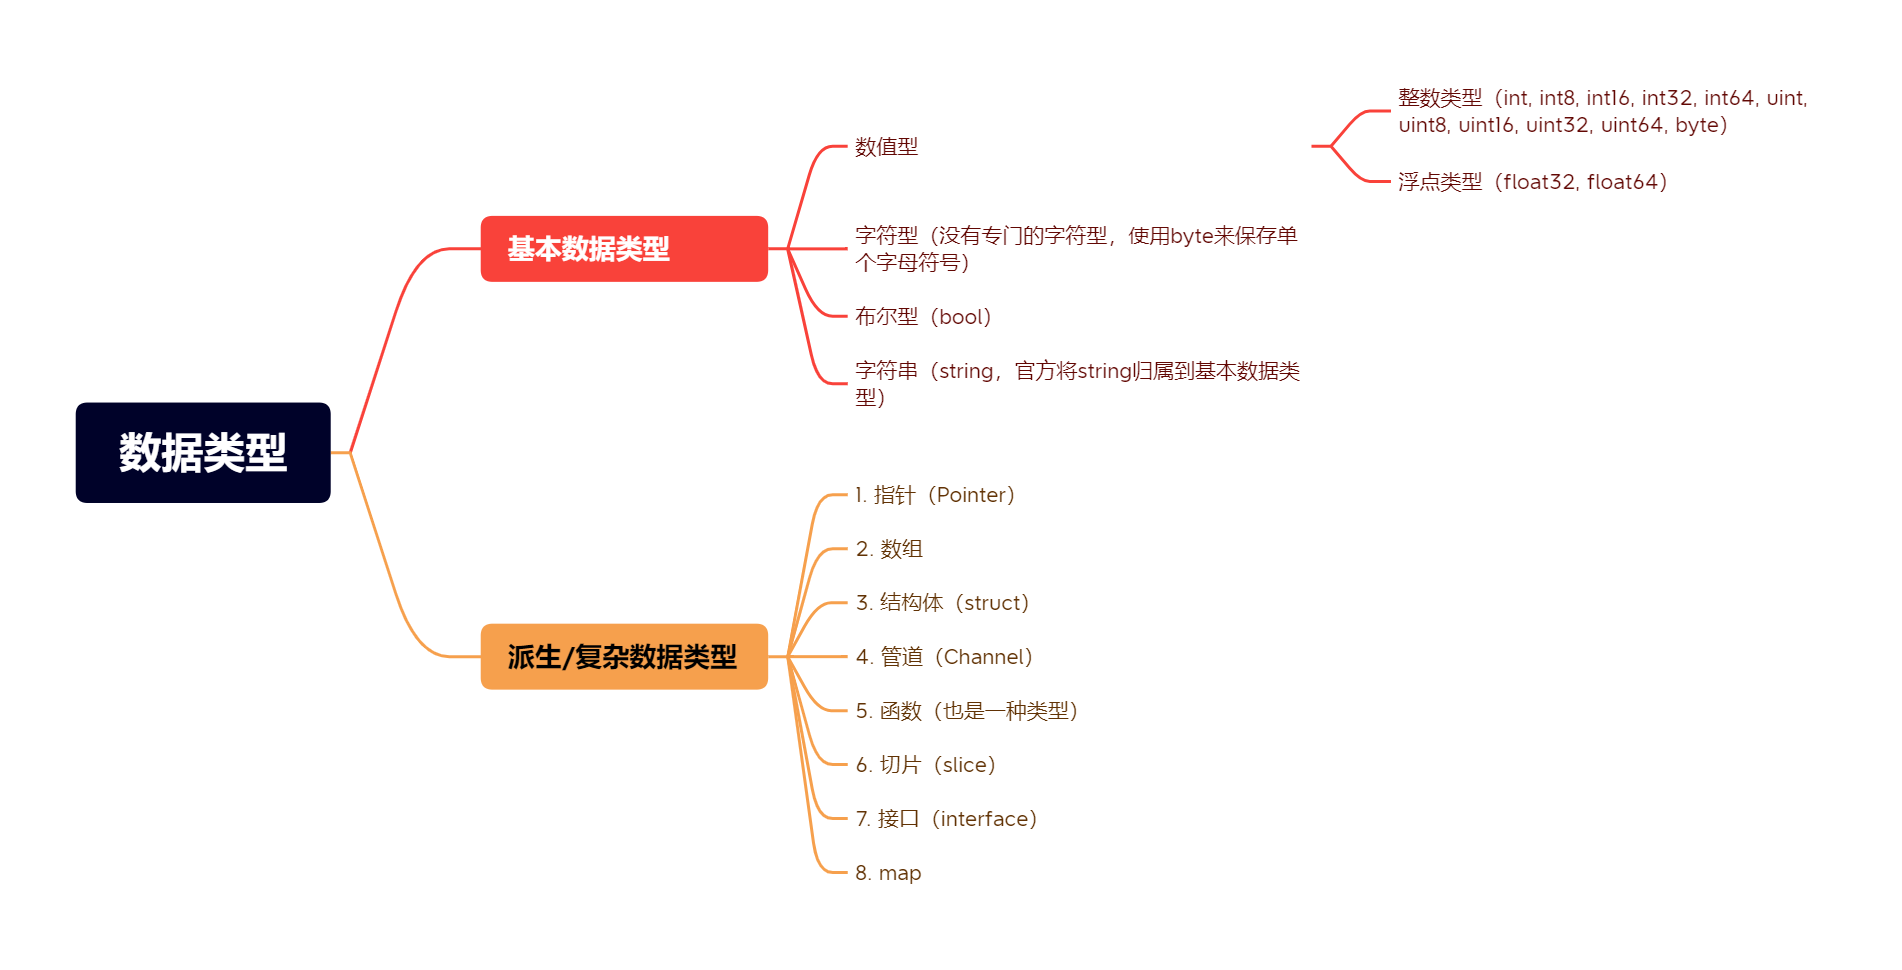 数据类型
基本数据类型
数值型
整数类型（int, int8, int16, int32, int64, uint,
uint8, uint16, uint32, uint64, byte）
浮点类型（float32, float64）
字符型（没有专门的字符型，使用byte来保存单
个字母符号）
布尔型（bool）
字符串（string，官方将string归属到基本数据类
型）
派生/复杂数据类型
1. 指针（Pointer）
2. 数组
3. 结构体（struct）
4. 管道（Channel）
5. 函数（也是一种类型）
6. 切片（slice）
7. 接口（interface）
8. map